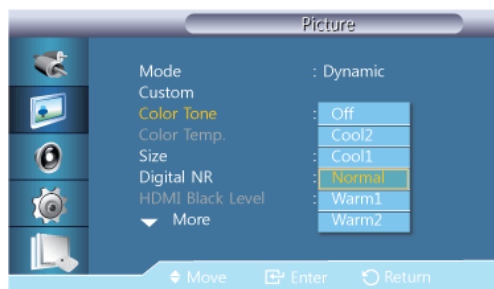 Picture
Mode : Dynamic
Custom
Color Tone : Off
Color Temp. Cool2
Size : Cool1
Digital NR : Normal
HDMI Black Level : Warm1
More Warm2
Move Enter Return